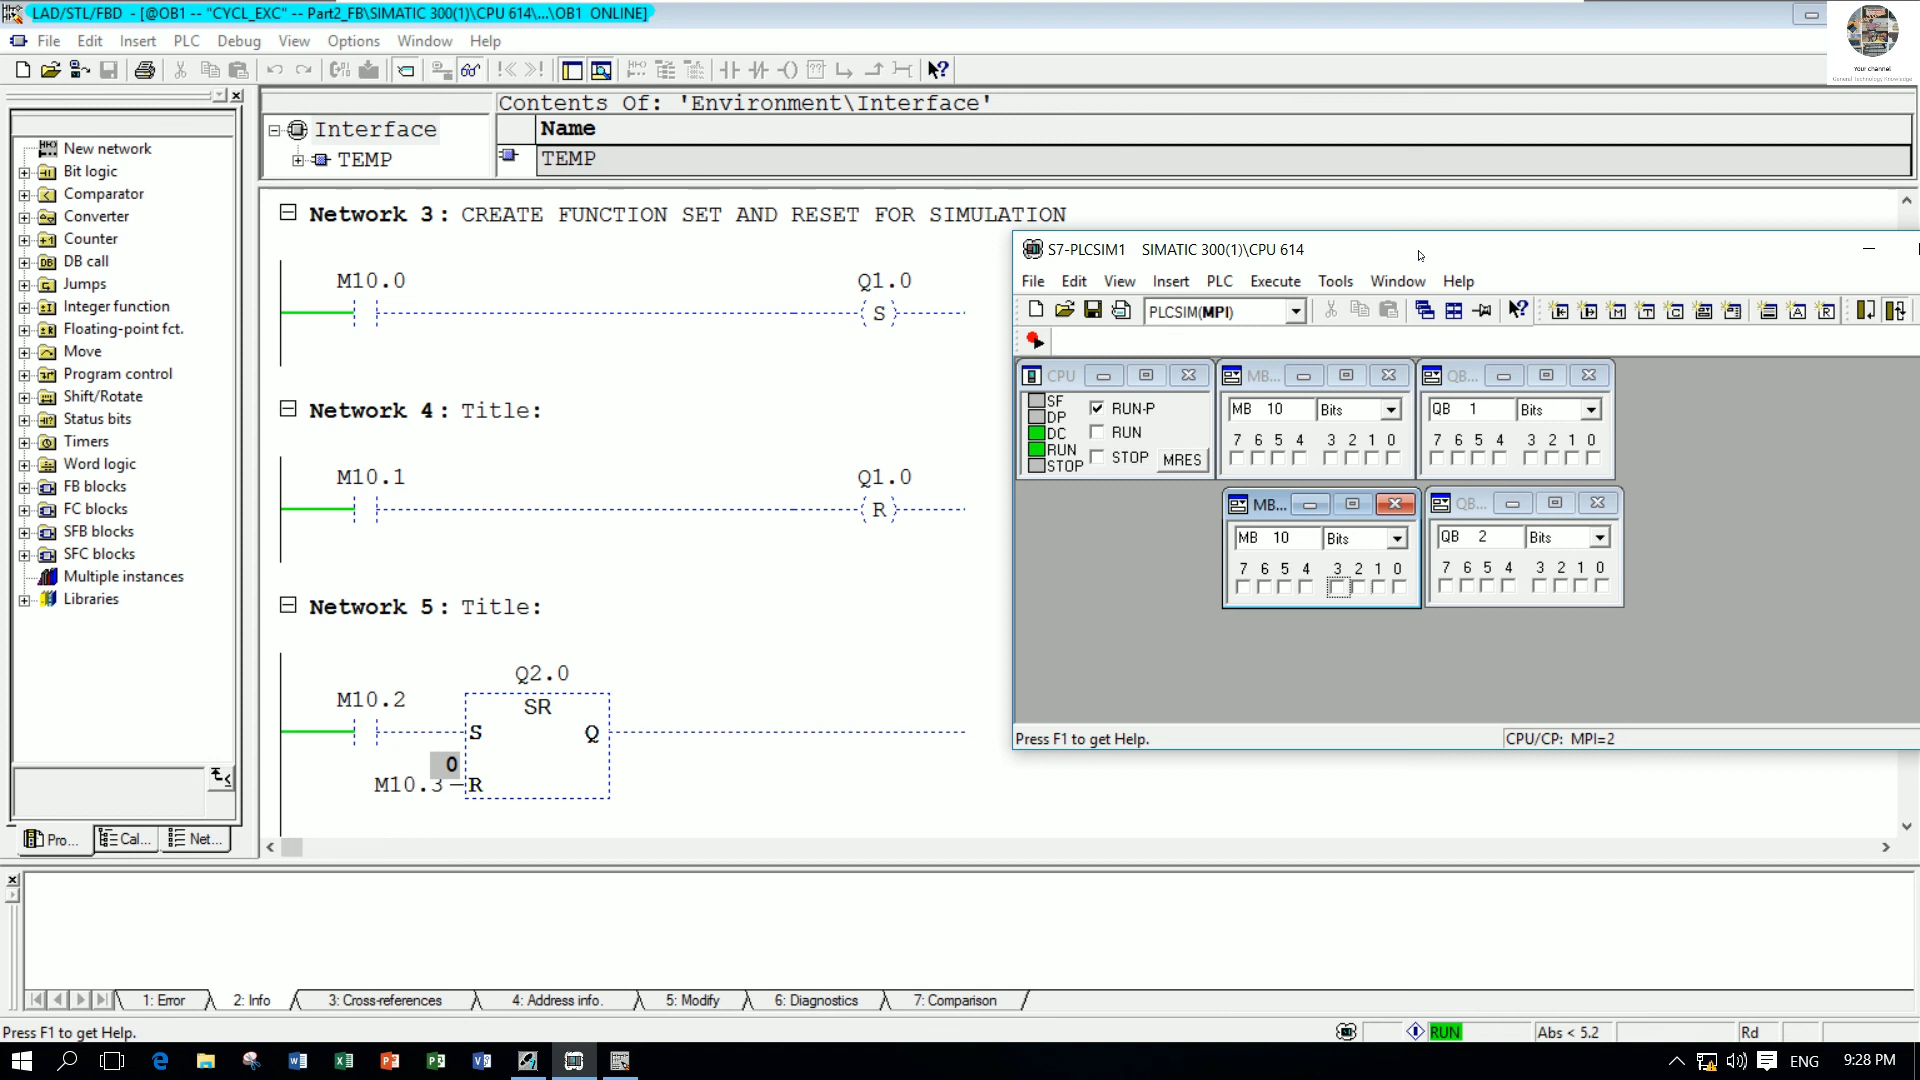 LAD/STL/FBD - [@OB1 -- "CYCL_EXC" -- Part2_FB\SIMATIC 300(1)\CPU 614\...\OB1 ONLINE]
File Edit Insert PLC Debug View Options Window Help
Your channel
General Technology Knowledge
Contents Of: 'Environment\Interface'
Interface
Name
TEMP
TEMP
New network
Bit logic
Comparator
Converter
Counter
DB call
Jumps
Integer function
Floating-point fct.
Move
Program control
Shift/Rotate
Status bits
Timers
Word logic
FB blocks
FC blocks
SFB blocks
SFC blocks
Multiple instances
Libraries
Pro... Cal... Net...
Network 3: CREATE FUNCTION SET AND RESET FOR SIMULATION
M10.0 Q1.0
S
Network 4: Title:
M10.1 Q1.0
R
Network 5: Title:
Q2.0
M10.2 SR
S Q
0
M10.3 R
S7-PLCSIM1 SIMATIC 300(1)\CPU 614
File Edit View Insert PLC Execute Tools Window Help
PLCSIM(MPI)
CPU
SF
DP
DC
RUN
STOP
RUN-P
RUN
STOP MRES
MB...
MB 10 Bits
7 6 5 4 3 2 1 0
QB...
QB 1 Bits
7 6 5 4 3 2 1 0
MB...
MB 10 Bits
7 6 5 4 3 2 1 0
QB...
QB 2 Bits
7 6 5 4 3 2 1 0
Press F1 to get Help. CPU/CP: MPI=2
1: Error 2: Info 3: Cross-references 4: Address info. 5: Modify 6: Diagnostics 7: Comparison
Press F1 to get Help. RUN Abs < 5.2 Rd
ENG 9:28 PM